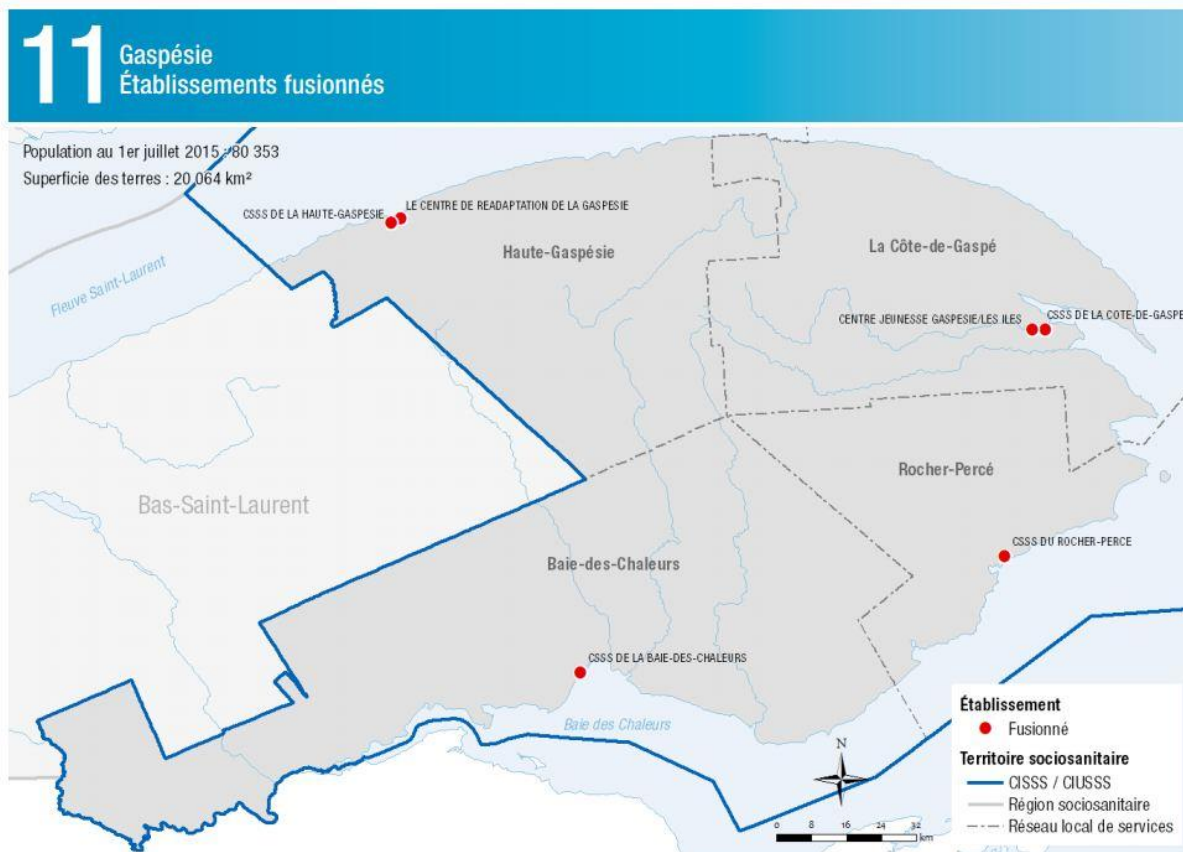 11
Gaspésie
Établissements fusionnés
Population au 1er juillet 2015 : 80 353
Superficie des terres : 20 064 km²
CSSS DE LA HAUTE-GASPESIE
LE CENTRE DE READAPTATION DE LA GASPESIE
Haute-Gaspésie
La Côte-de-Gaspé
Fleuve Saint-Laurent
CENTRE JEUNESSE GASPESIE/LES ILES
CSSS DE LA COTE-DE-GASPE
Rocher-Percé
Bas-Saint-Laurent
CSSS DU ROCHER-PERCE
Baie-des-Chaleurs
CSSS DE LA BAIE-DES-CHALEURS
Baie des Chaleurs
Établissement
Fusionné
Territoire sociosanitaire
CISSS / CIUSSS
Région sociosanitaire
Réseau local de services
N
0 8 16 24 32
km